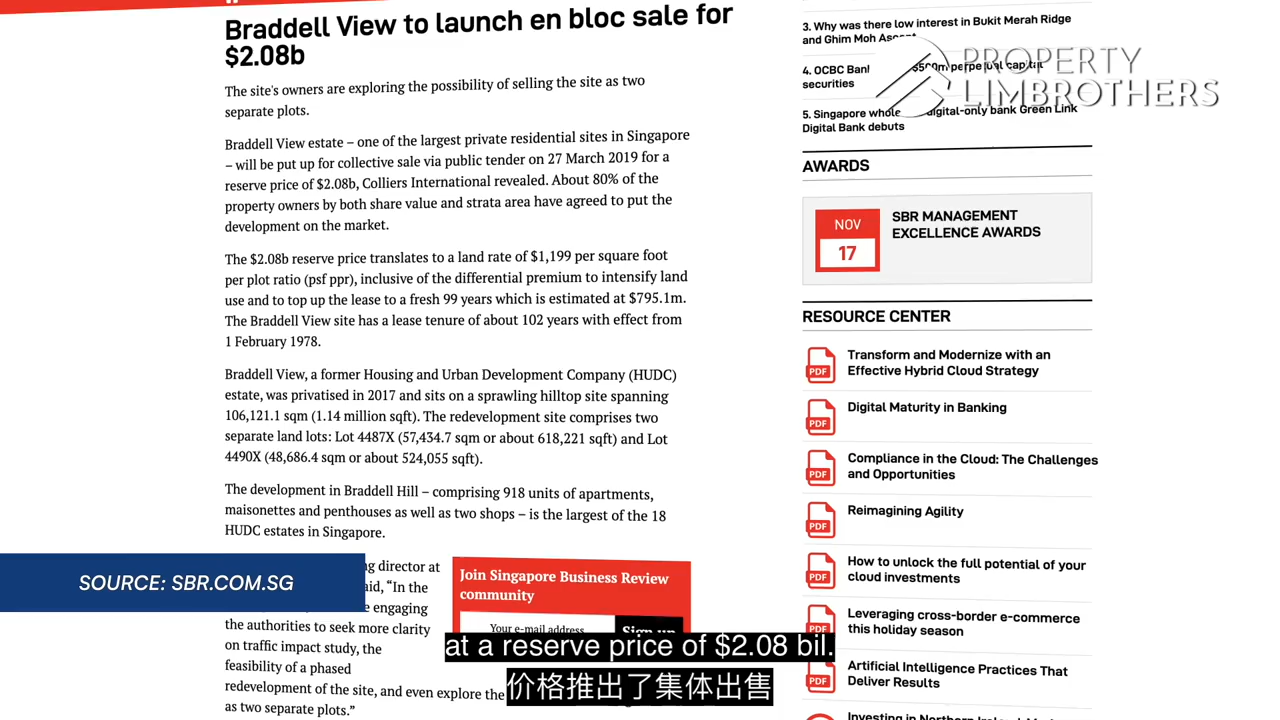 Braddell View to launch en bloc sale for
$2.08b
The site's owners are exploring the possibility of selling the site as two
separate plots.
Braddell View estate – one of the largest private residential sites in Singapore
– will be put up for collective sale via public tender on 27 March 2019 for a
reserve price of $2.08b, Colliers International revealed. About 80% of the
property owners by both share value and strata area have agreed to put the
development on the market.
The $2.08b reserve price translates to a land rate of $1,199 per square foot
per plot ratio (psf ppr), inclusive of the differential premium to intensify land
use and to top up the lease to a fresh 99 years which is estimated at $795.1m.
The Braddell View site has a lease tenure of about 102 years with effect from
1 February 1978.
Braddell View, a former Housing and Urban Development Company (HUDC)
estate, was privatised in 2017 and sits on a sprawling hilltop site spanning
106,121.1 sqm (1.14 million sqft). The redevelopment site comprises two
separate land lots: Lot 4487X (57,434.7 sqm or about 618,221 sqft) and Lot
4490X (48,686.4 sqm or about 524,055 sqft).
The development in Braddell Hill – comprising 918 units of apartments,
maisonettes and penthouses as well as two shops – is the largest of the 18
HUDC estates in Singapore.
director at
“In the
engaging
the authorities to seek more clarity
on traffic impact study, the
feasibility of a phased
redevelopment of the site, and even explore the
as two separate plots.”
Join Singapore Business Review
community
Your e-mail address
Sign up
3. Why was there low interest in Bukit Merah Ridge
and Ghim Moh
4. OCBC $500m perpetual capital
securities
5. Singapore digital-only bank Green Link
Digital Bank debuts
PROPERTY
LIMBROTHERS
AWARDS
NOV
17
SBR MANAGEMENT
EXCELLENCE AWARDS
RESOURCE CENTER
PDF
Transform and Modernize with an
Effective Hybrid Cloud Strategy
PDF
Digital Maturity in Banking
PDF
Compliance in the Cloud: The Challenges
and Opportunities
PDF
Reimagining Agility
PDF
How to unlock the full potential of your
cloud investments
PDF
Leveraging cross-border e-commerce
this holiday season
PDF
Artificial Intelligence Practices That
Deliver Results
Investing in Northern Ireland
SOURCE: SBR.COM.SG
at a reserve price of $2.08 bil.
价格推出了集体出售